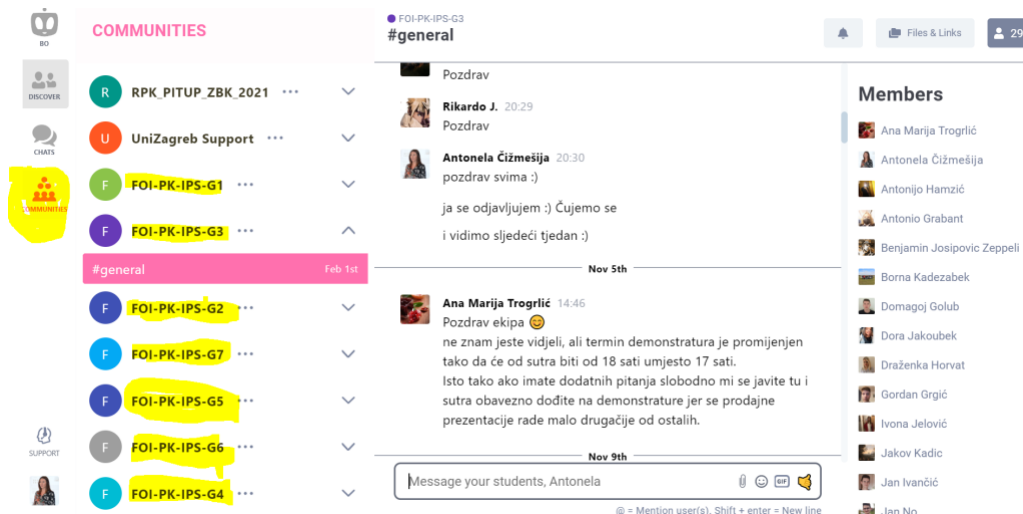 BO
DISCOVER
CHATS
COMMUNITIES
SUPPORT
COMMUNITIES
R
RPK_PITUP_ZBK_2021
U
UniZagreb Support
F
FOI-PK-IPS-G1
F
FOI-PK-IPS-G3
#general
Feb 1st
F
FOI-PK-IPS-G2
F
FOI-PK-IPS-G7
F
FOI-PK-IPS-G5
F
FOI-PK-IPS-G6
F
FOI-PK-IPS-G4
FOI-PK-IPS-G3
#general
Files & Links
29
Pozdrav
Rikardo J. 20:29
Pozdrav
Antonela Čižmešija 20:30
pozdrav svima :)
ja se odjavljujem :) Čujemo se
i vidimo sljedeći tjedan :)
Nov 5th
Ana Marija Trogrlić 14:46
Pozdrav ekipa 😊
ne znam jeste vidjeli, ali termin demonstratura je promijenjen
tako da će od sutra biti od 18 sati umjesto 17 sati.
Isto tako ako imate dodatnih pitanja slobodno mi se javite tu i
sutra obavezno dođite na demonstrature jer se prodajne
prezentacije rade malo drugačije od ostalih.
Nov 9th
Message your students, Antonela
GIF
@ = Mention user(s), Shift + enter = New line
Members
Ana Marija Trogrlić
Antonela Čižmešija
Antonijo Hamzić
Antonio Grabant
Benjamin Josipovic Zeppeli
Borna Kadezabek
Domagoj Golub
Dora Jakoubek
Draženka Horvat
Gordan Grgić
Ivona Jelović
Jakov Kadic
Jan Ivančić
Jan No